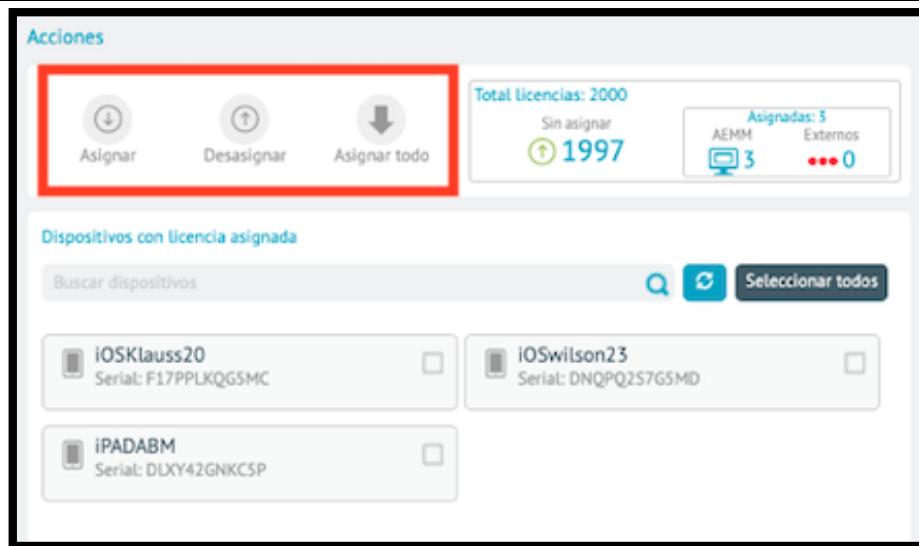 Acciones
Asignar
Desasignar
Asignar todo
Total licencias: 2000
Sin asignar
1997
Asignadas: 3
AEMM
Externos
3
0
Dispositivos con licencia asignada
Buscar dispositivos
Seleccionar todos
iOSKlauss20
Serial: F17PPLKQG5MC
iOSwilson23
Serial: DNQPQ2S7G5MD
iPADABM
Serial: DLXY42GNKC5P